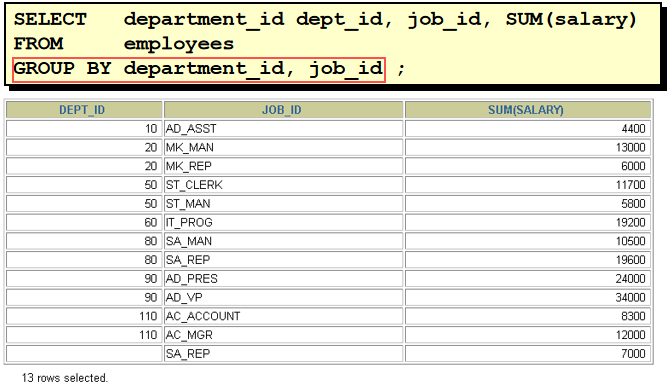 SELECT department_id dept_id, job_id, SUM(salary)
FROM employees
GROUP BY department_id, job_id ;
DEPT_ID JOB_ID SUM(SALARY)
10 AD_ASST 4400
20 MK_MAN 13000
20 MK_REP 6000
50 ST_CLERK 11700
50 ST_MAN 5800
60 IT_PROG 19200
80 SA_MAN 10500
80 SA_REP 19600
90 AD_PRES 24000
90 AD_VP 34000
110 AC_ACCOUNT 8300
110 AC_MGR 12000
SA_REP 7000
13 rows selected.